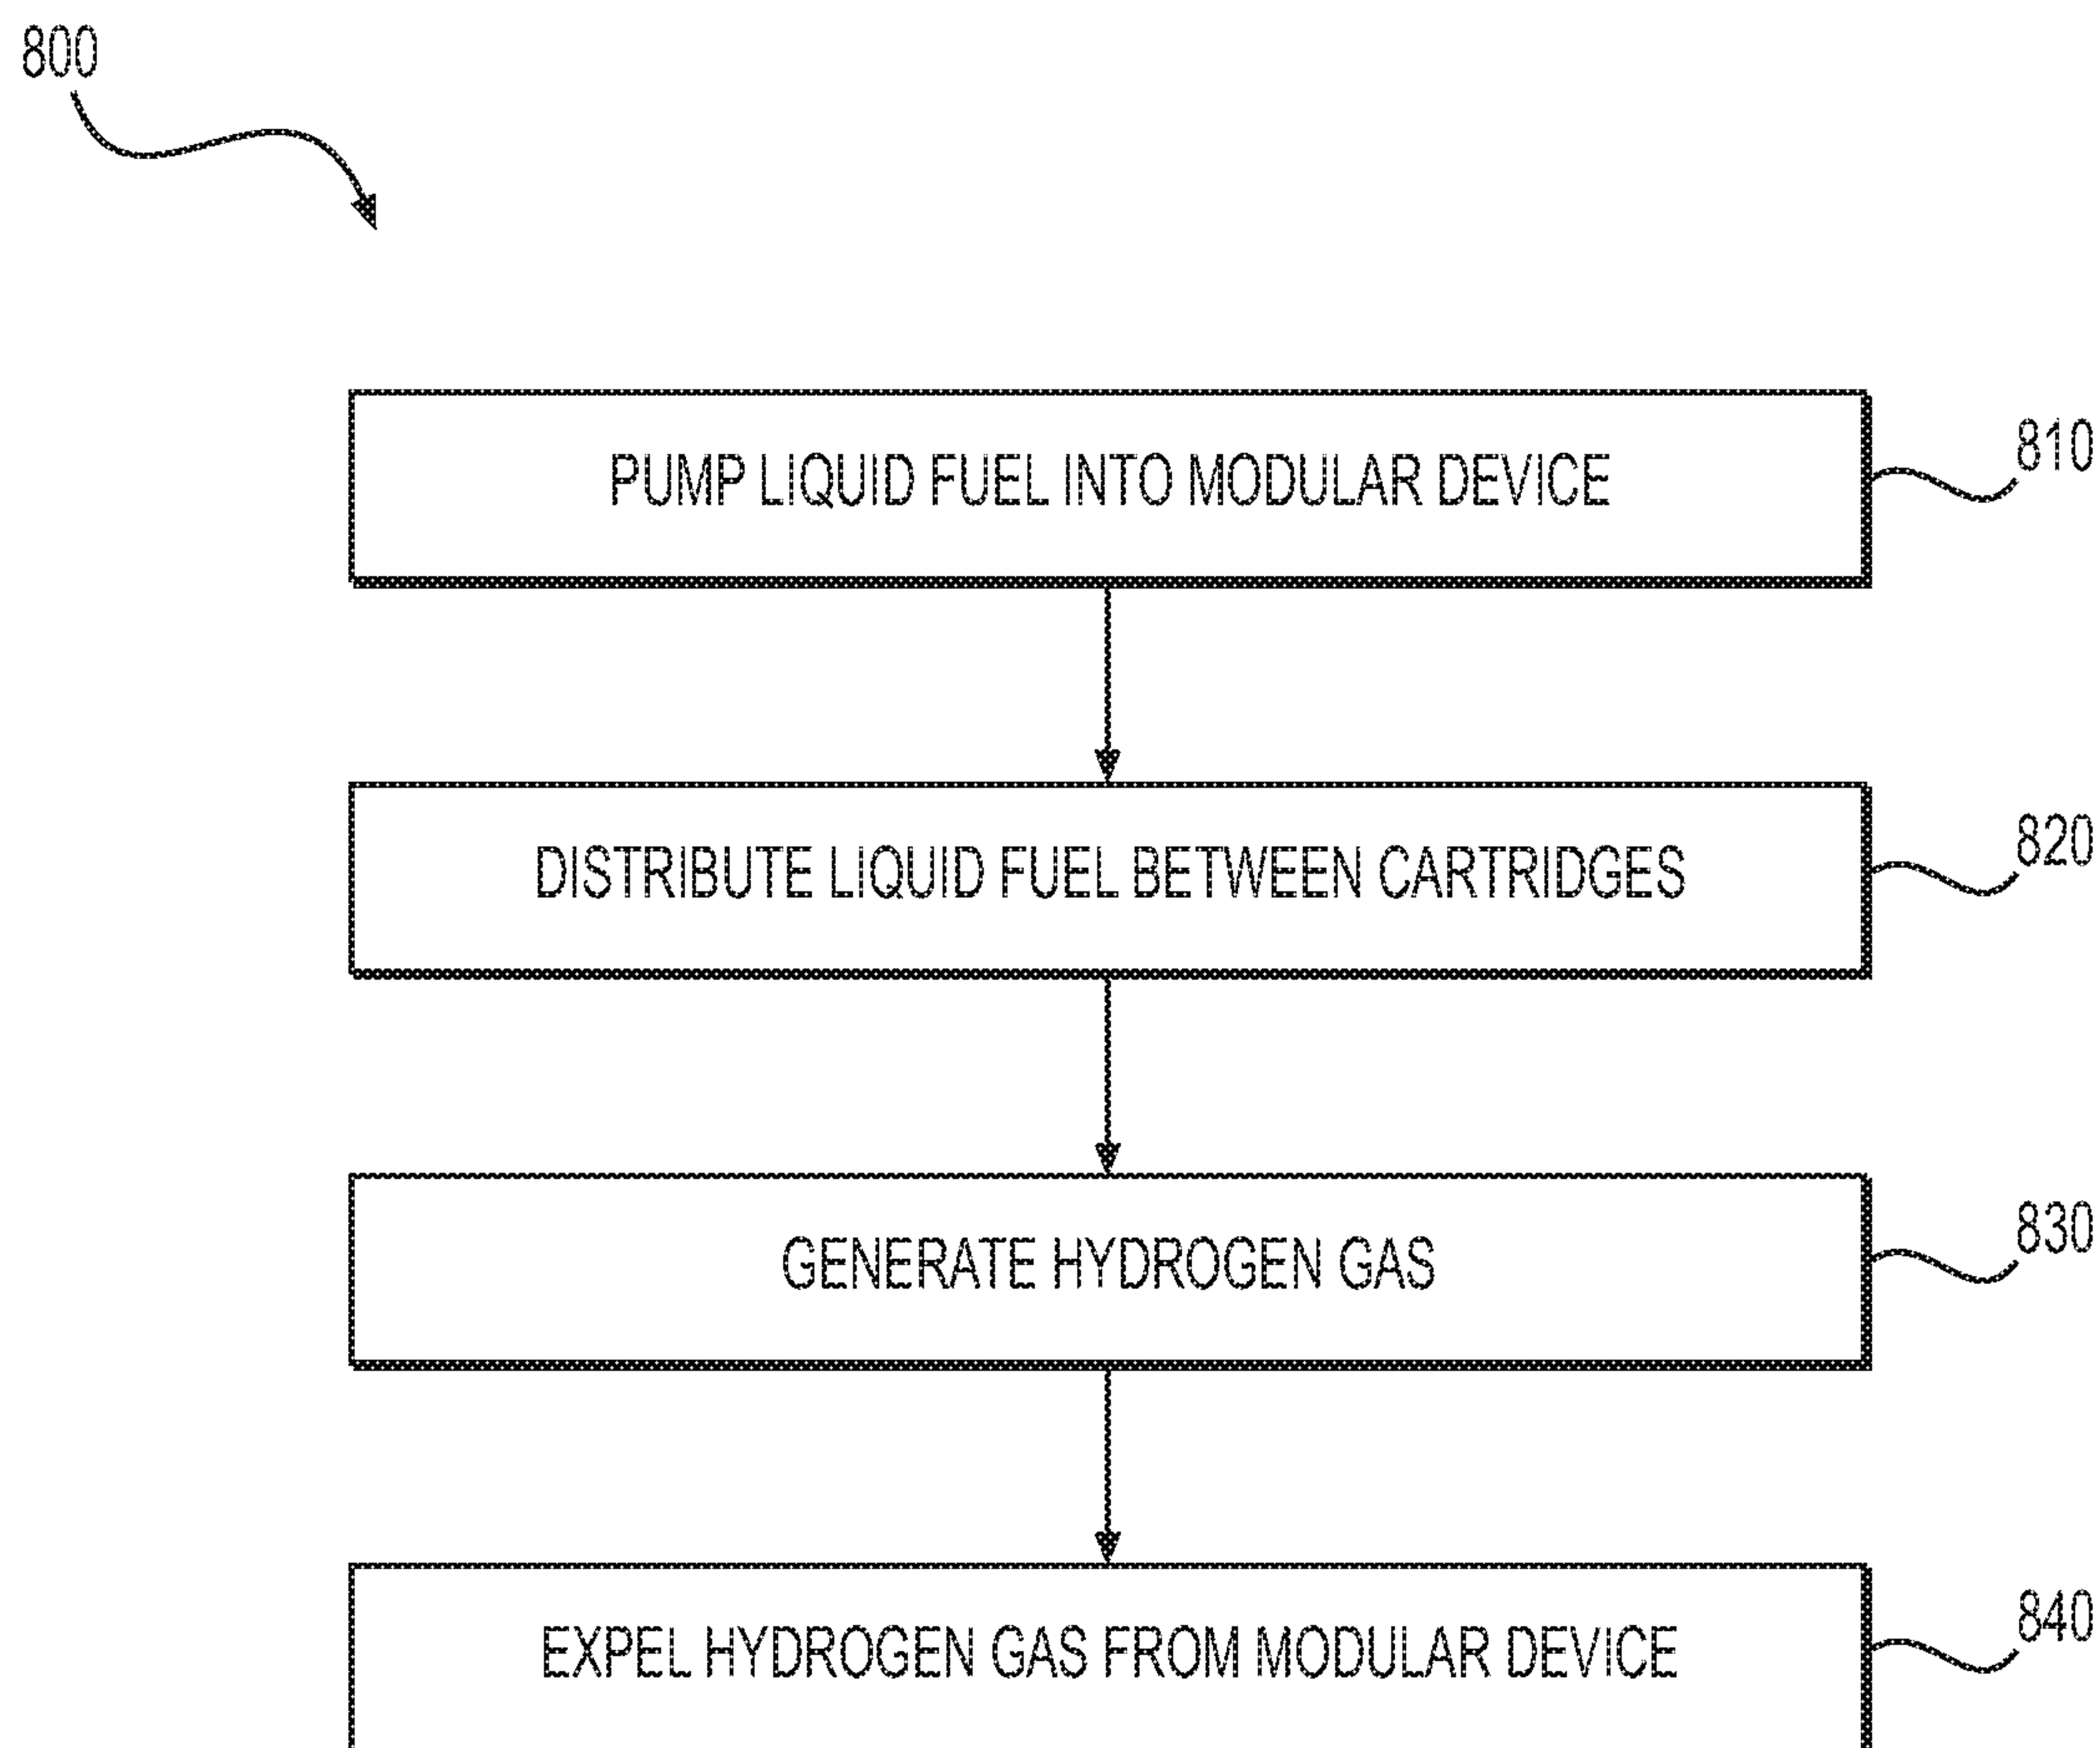 800
PUMP LIQUID FUEL INTO MODULAR DEVICE
810
DISTRIBUTE LIQUID FUEL BETWEEN CARTRIDGES
820
GENERATE HYDROGEN GAS
830
EXPEL HYDROGEN GAS FROM MODULAR DEVICE
840